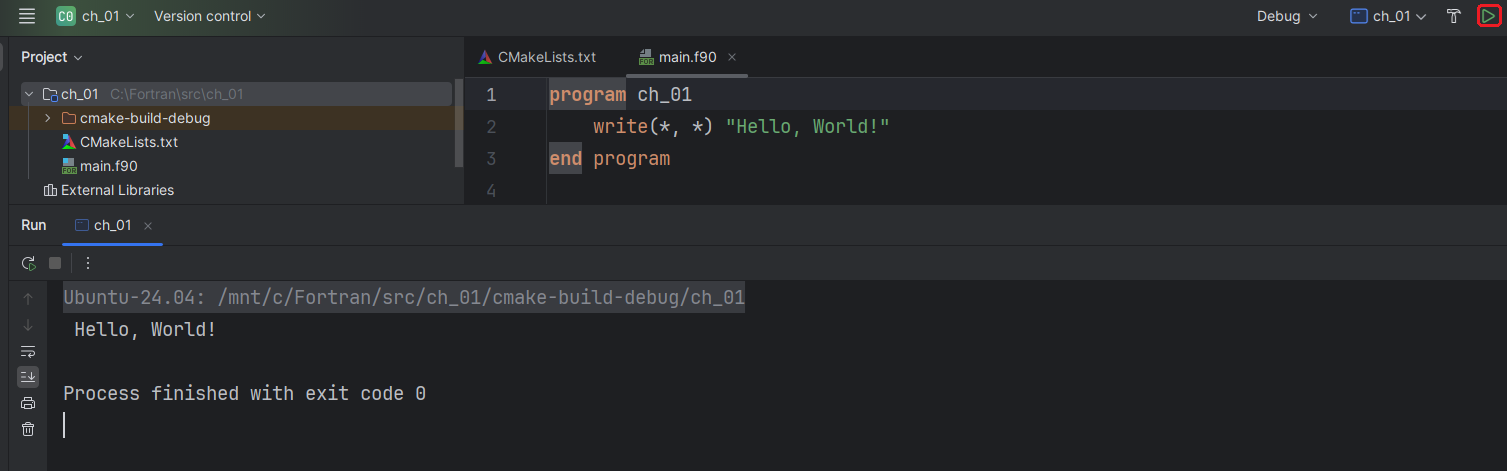 C0 ch_01 Version control Debug ch_01
Project
CMakeLists.txt main.f90
ch_01 C:\Fortran\src\ch_01
cmake-build-debug
CMakeLists.txt
main.f90
External Libraries
1 program ch_01
2 write(*, *) "Hello, World!"
3 end program
4
Run ch_01
Ubuntu-24.04: /mnt/c/Fortran/src/ch_01/cmake-build-debug/ch_01
Hello, World!
Process finished with exit code 0